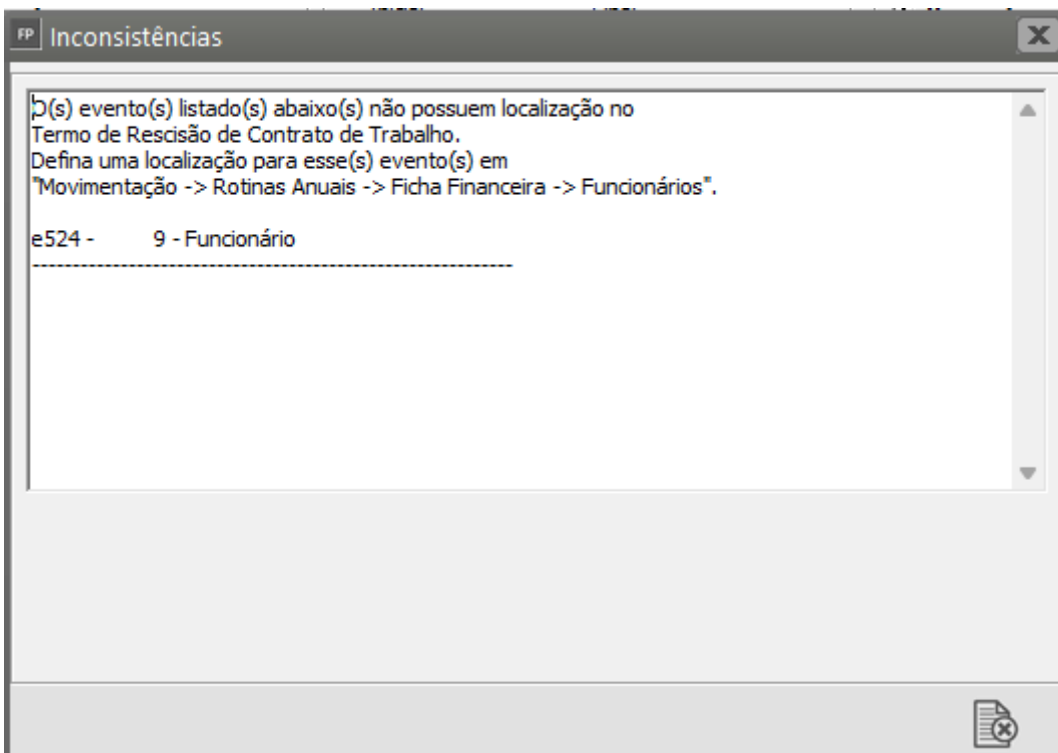 FP Inconsistências
O(s) evento(s) listado(s) abaixo(s) não possuem localização no
Termo de Rescisão de Contrato de Trabalho.
Defina uma localização para esse(s) evento(s) em
"Movimentação -> Rotinas Anuais -> Ficha Financeira -> Funcionários".
e524 - 9 - Funcionário
------------------------------------------------------------